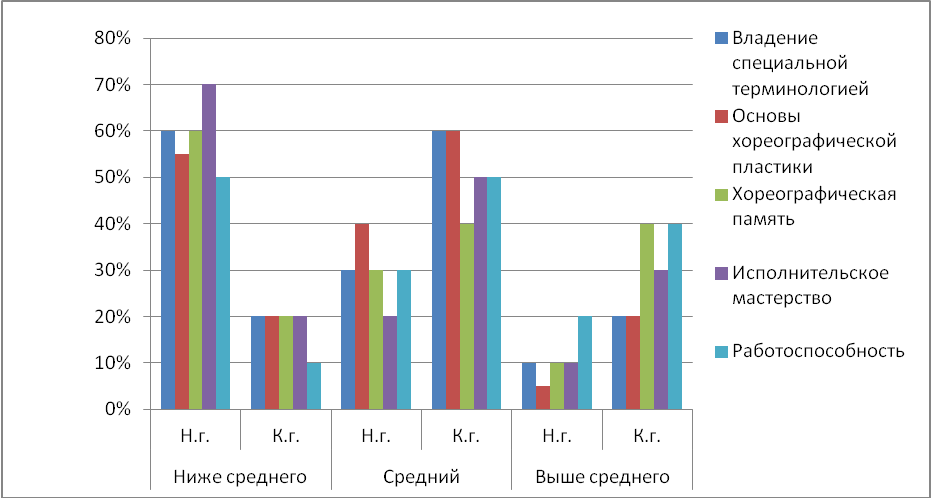 80%
70%
60%
50%
40%
30%
20%
10%
0%
Н.г.
К.г.
Н.г.
К.г.
Н.г.
К.г.
Ниже среднего
Средний
Выше среднего
Владение
специальной
терминологией
Основы
хореографической
пластики
Хореографическая
память
Исполнительское
мастерство
Работоспособность